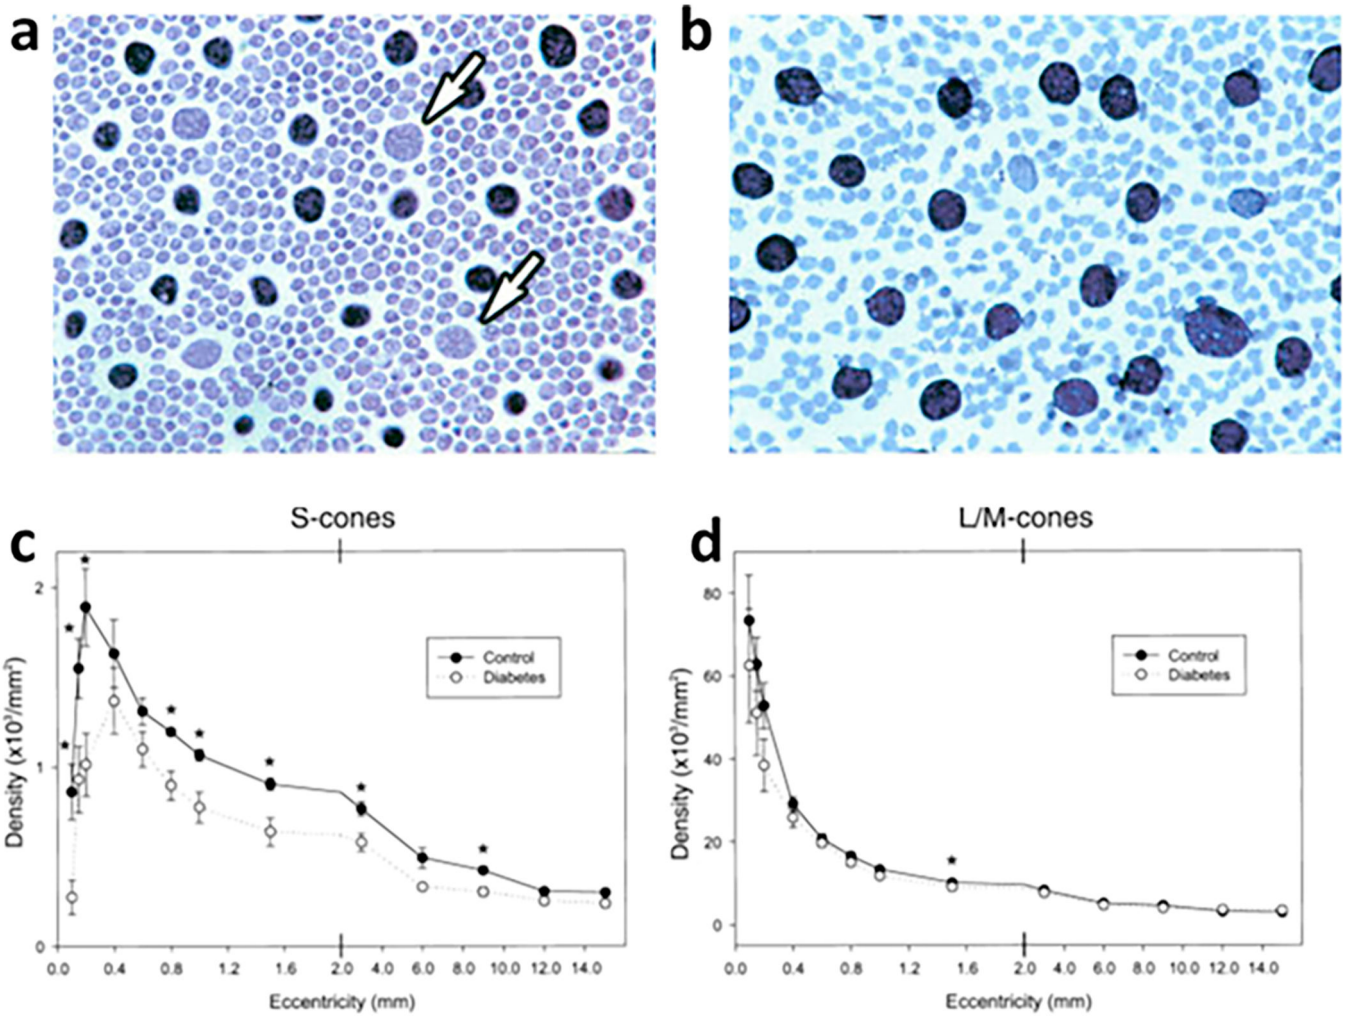 a
b
c
S-cones
Density (x10³/mm²)
2
1
0
Control
Diabetes
0.0 0.4 0.8 1.2 1.6 2.0 4.0 6.0 8.0 10.0 12.0 14.0
Eccentricity (mm)
d
L/M-cones
Density (x10³/mm²)
80
60
40
20
0
Control
Diabetes
0.0 0.4 0.8 1.2 1.6 2.0 4.0 6.0 8.0 10.0 12.0 14.0
Eccentricity (mm)